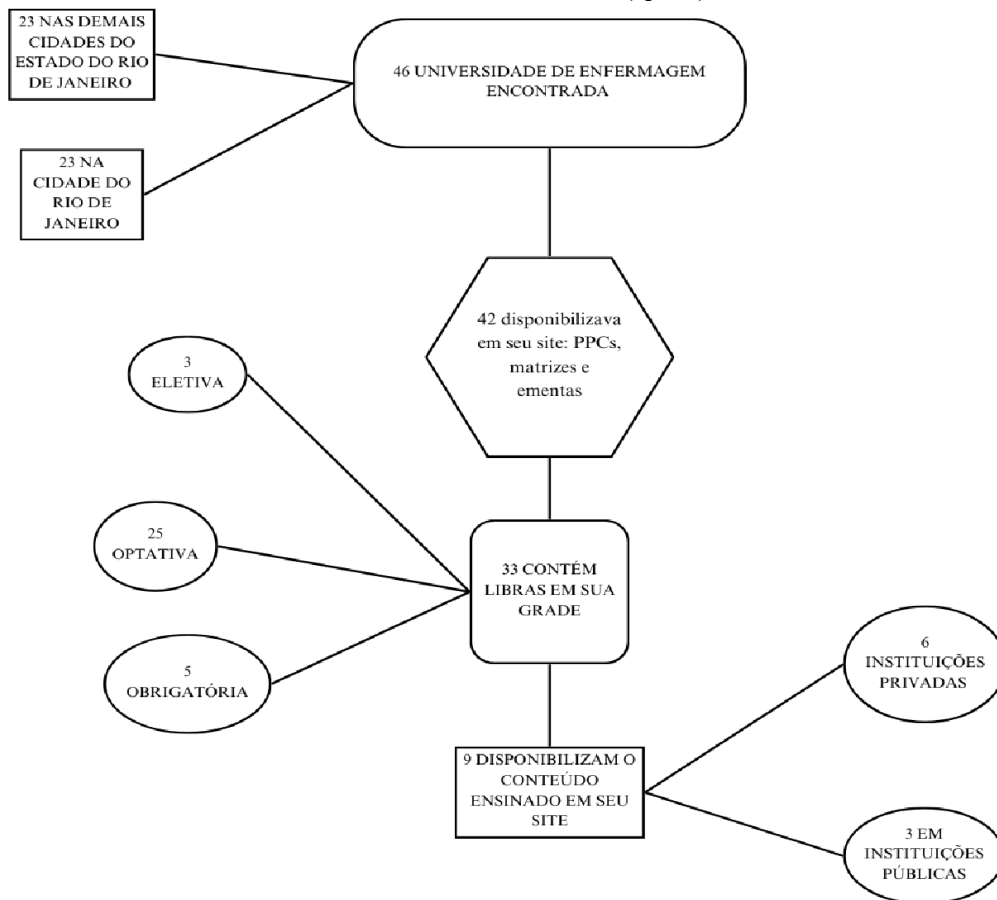 23 NAS DEMAIS
CIDADES DO
ESTADO DO RIO
DE JANEIRO
46 UNIVERSIDADE DE ENFERMAGEM
ENCONTRADA
23 NA
CIDADE DO
RIO DE
JANEIRO
42 disponibilizava
em seu site: PPCs,
matrizes e
ementas
3
ELETIVA
25
OPTATIVA
33 CONTÉM
LIBRAS EM SUA
GRADE
5
OBRIGATÓRIA
6
INSTITUIÇÕES
PRIVADAS
9 DISPONIBILIZAM O
CONTEÚDO
ENSINADO EM SEU
SITE
3 EM
INSTITUIÇÕES
PÚBLICAS